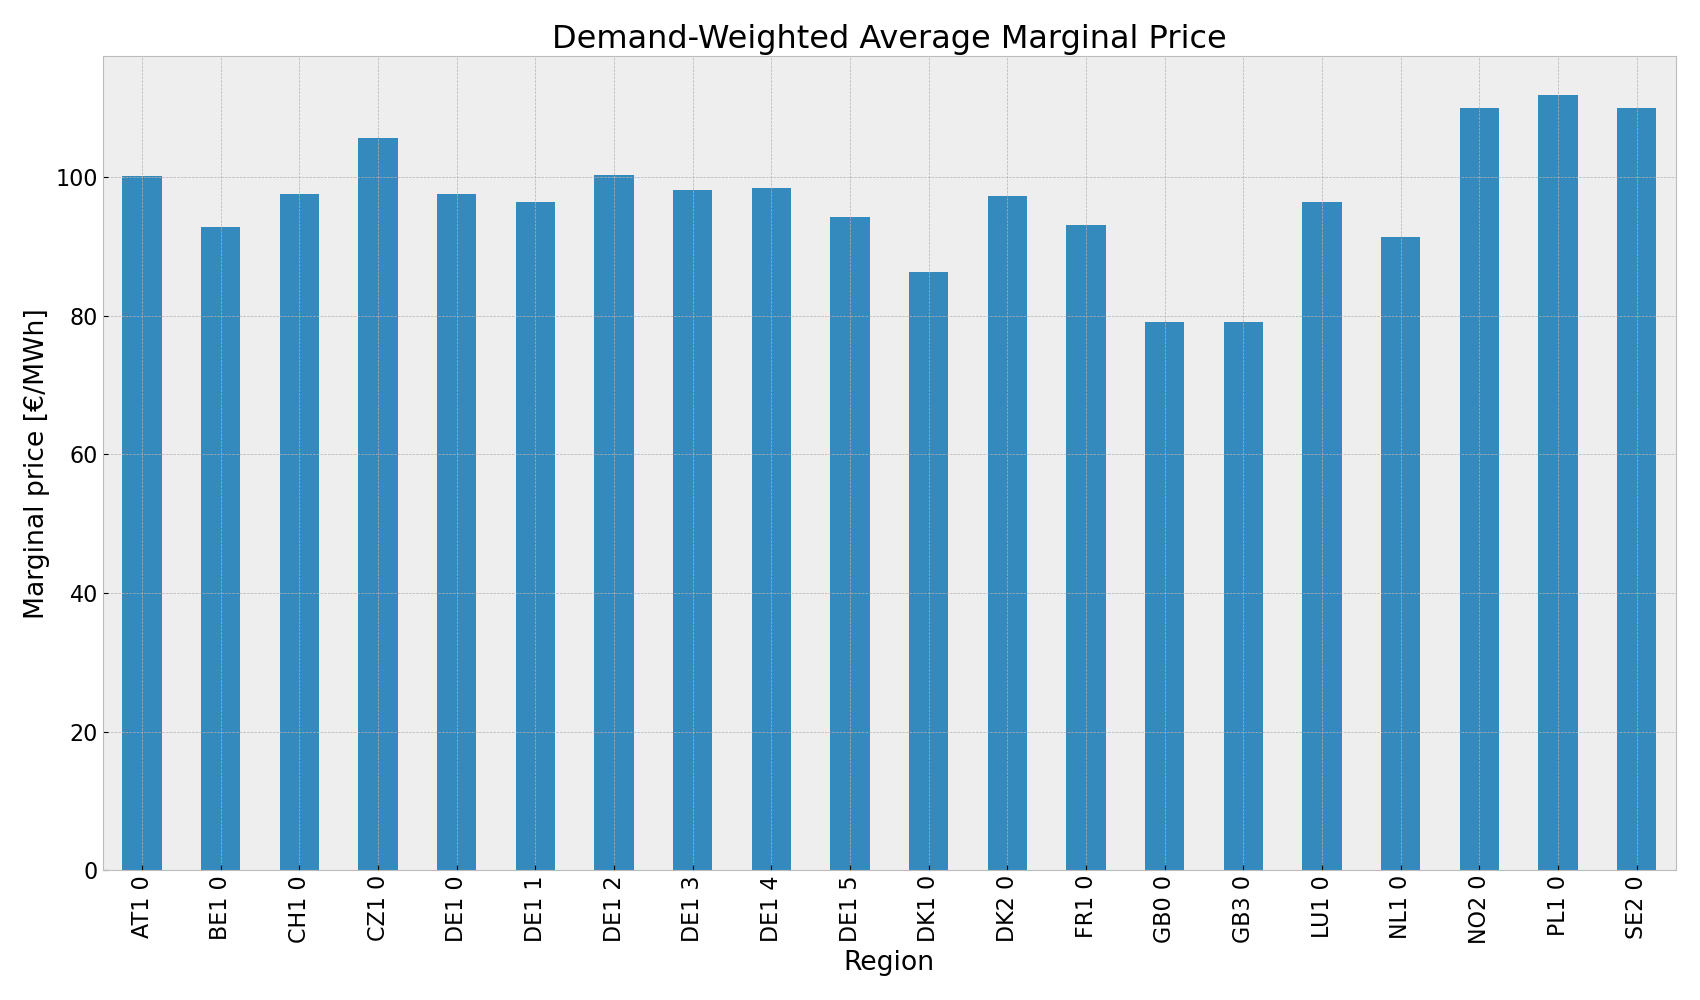 Demand-Weighted Average Marginal Price
Marginal price [€/MWh]
100
80
60
40
20
0
AT1 0
BE1 0
CH1 0
CZ1 0
DE1 0
DE1 1
DE1 2
DE1 3
DE1 4
DE1 5
DK1 0
DK2 0
FR1 0
GB0 0
GB3 0
LU1 0
NL1 0
NO2 0
PL1 0
SE2 0
Region